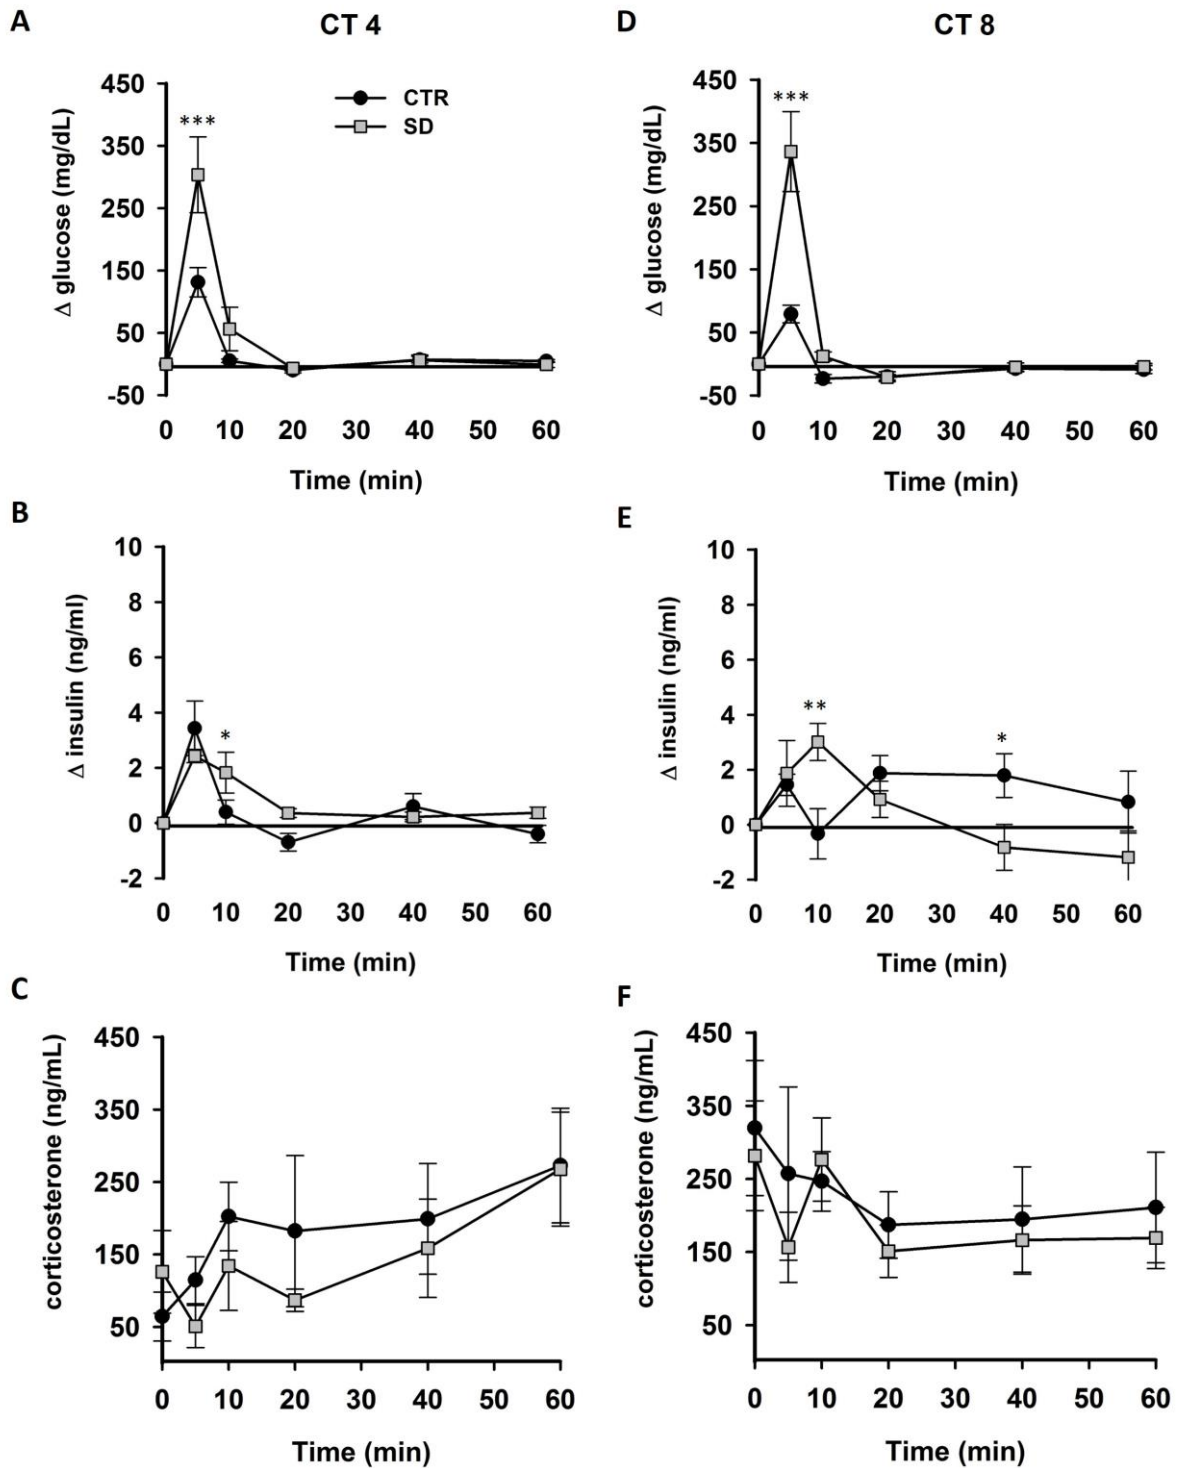 A
CT 4
450
350
250
150
50
-50
Δ glucose (mg/dL)
***
CTR
SD
0 10 20 30 40 50 60
Time (min)
D
CT 8
450
350
250
150
50
-50
Δ glucose (mg/dL)
***
0 10 20 30 40 50 60
Time (min)
B
10
8
6
4
2
0
-2
Δ insulin (ng/ml)
*
0 10 20 30 40 50 60
Time (min)
E
10
8
6
4
2
0
-2
Δ insulin (ng/ml)
**
*
0 10 20 30 40 50 60
Time (min)
C
450
350
250
150
50
corticosterone (ng/mL)
0 10 20 30 40 50 60
Time (min)
F
450
350
250
150
50
corticosterone (ng/mL)
0 10 20 30 40 50 60
Time (min)